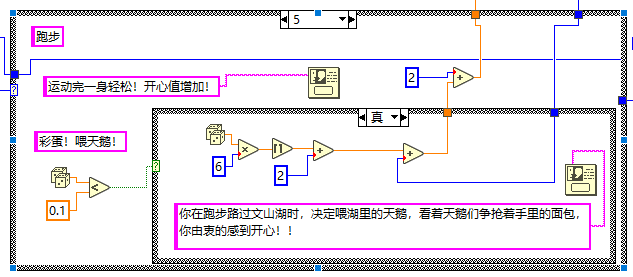 5
跑步
运动完一身轻松！开心值增加！
2
+
真
彩蛋！喂天鹅！
×
+
+
6
2
<
0.1
你在跑步路过文山湖时，决定喂湖里的天鹅，看着天鹅们争抢着手里的面包，
你由衷的感到开心！！